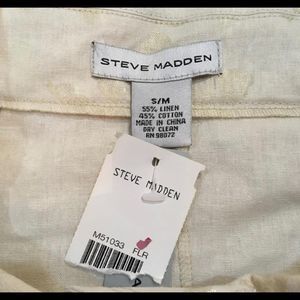 STEVE MADDEN
S/M
55% LINEN
45% COTTON
MADE IN CHINA
DRY CLEAN
RN 98072
STEVE MADDEN
M51033 FLR